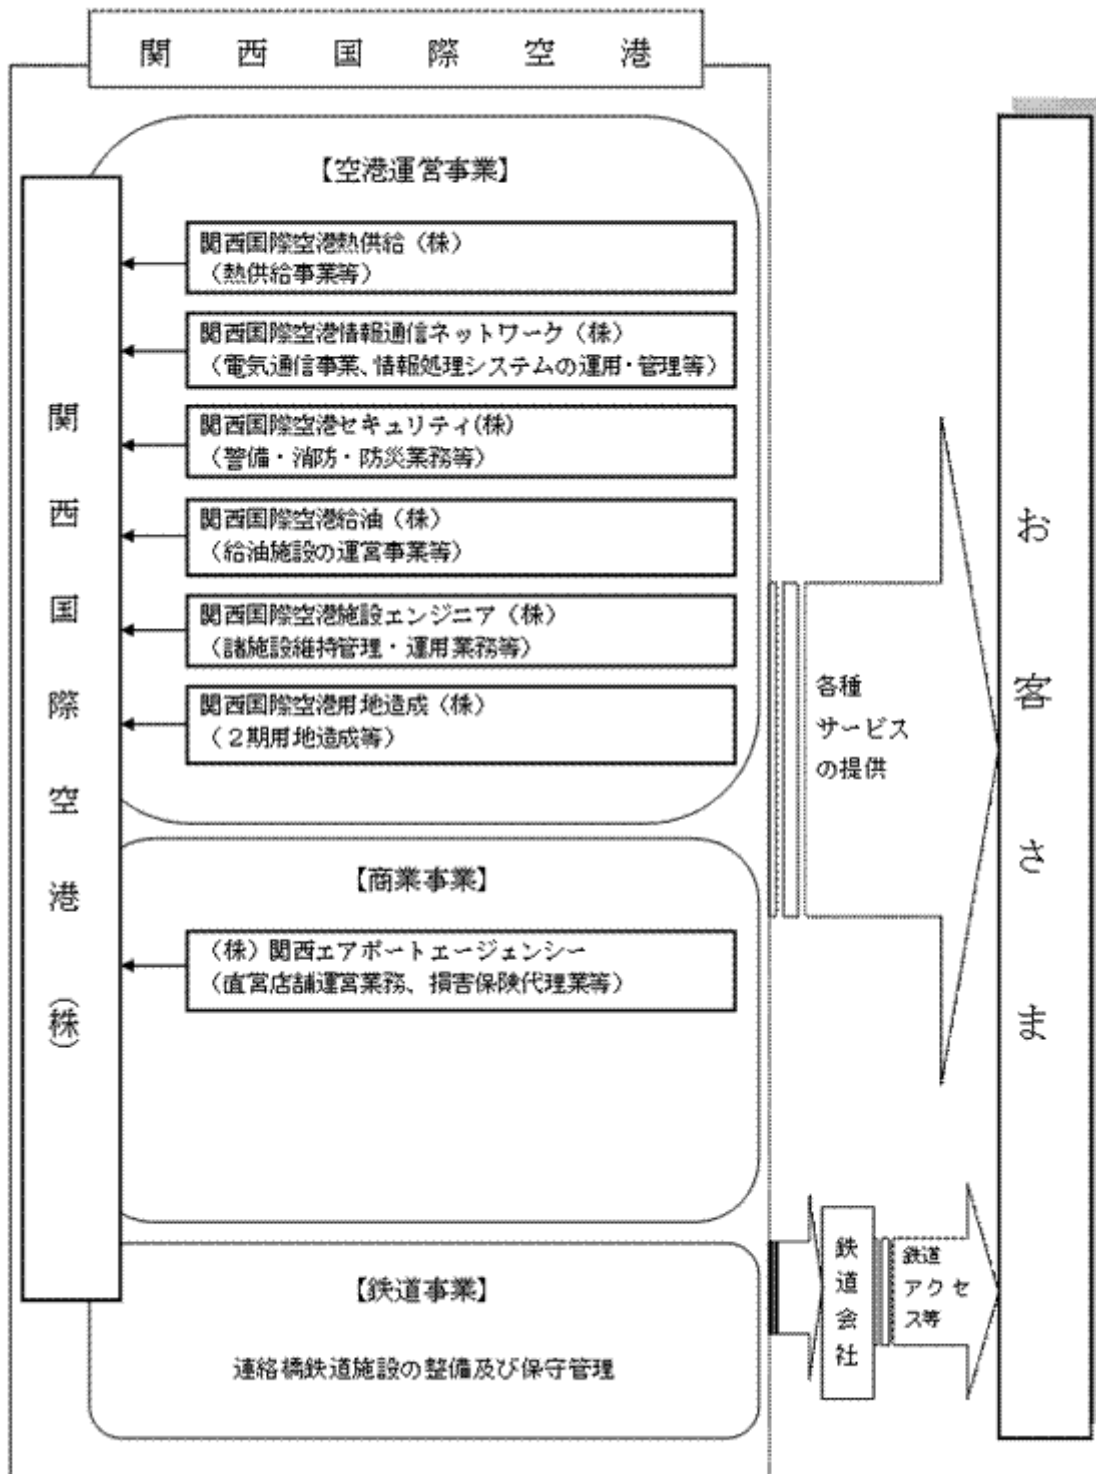 関西国際空港
【空港運営事業】
関西国際空港熱供給（株）
（熱供給事業等）
関西国際空港情報通信ネットワーク（株）
（電気通信事業、情報処理システムの運用・管理等）
関西国際空港セキュリティ(株)
（警備・消防・防災業務等）
関西国際空港給油（株）
（給油施設の運営事業等）
関西国際空港施設エンジニア（株）
（諸施設維持管理・運用業務等）
関西国際空港用地造成（株）
（２期用地造成等）
【商業事業】
（株）関西エアポートエージェンシー
（直営店舗運営業務、損害保険代理業等）
【鉄道事業】
連絡橋鉄道施設の整備及び保守管理
関西国際空港（株）
各種
サービス
の提供
鉄道会社
鉄道
アクセ
ス等
お客さま